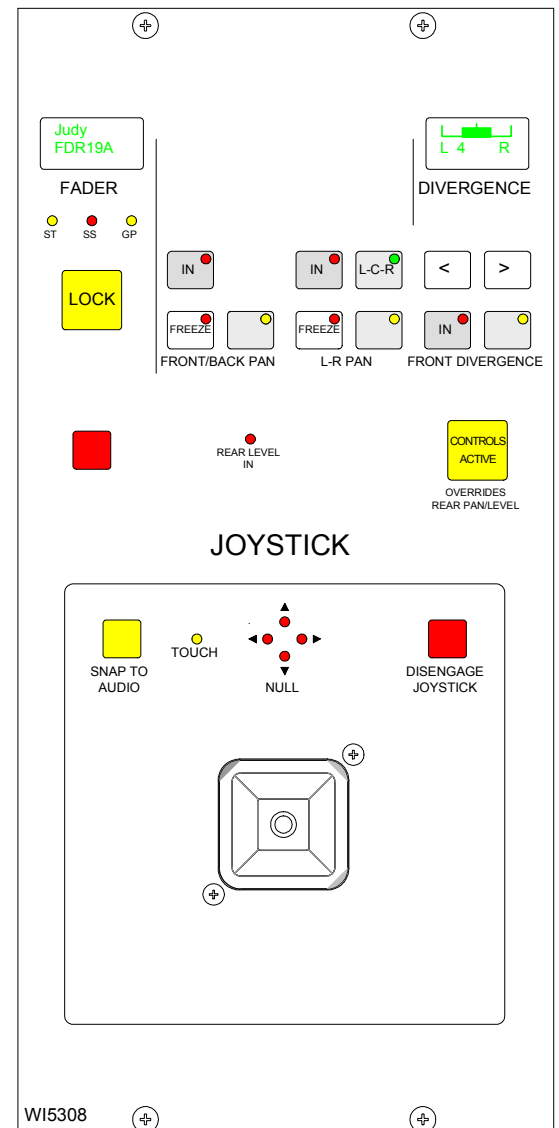 Judy
FDR19A
L 4 R
FADER
DIVERGENCE
ST SS GP
LOCK
IN
IN
L-C-R
< >
FREEZE
FREEZE
IN
FRONT/BACK PAN
L-R PAN
FRONT DIVERGENCE
REAR LEVEL
IN
CONTROLS
ACTIVE
OVERRIDES
REAR PAN/LEVEL
JOYSTICK
SNAP TO
AUDIO
TOUCH
NULL
DISENGAGE
JOYSTICK
WI5308